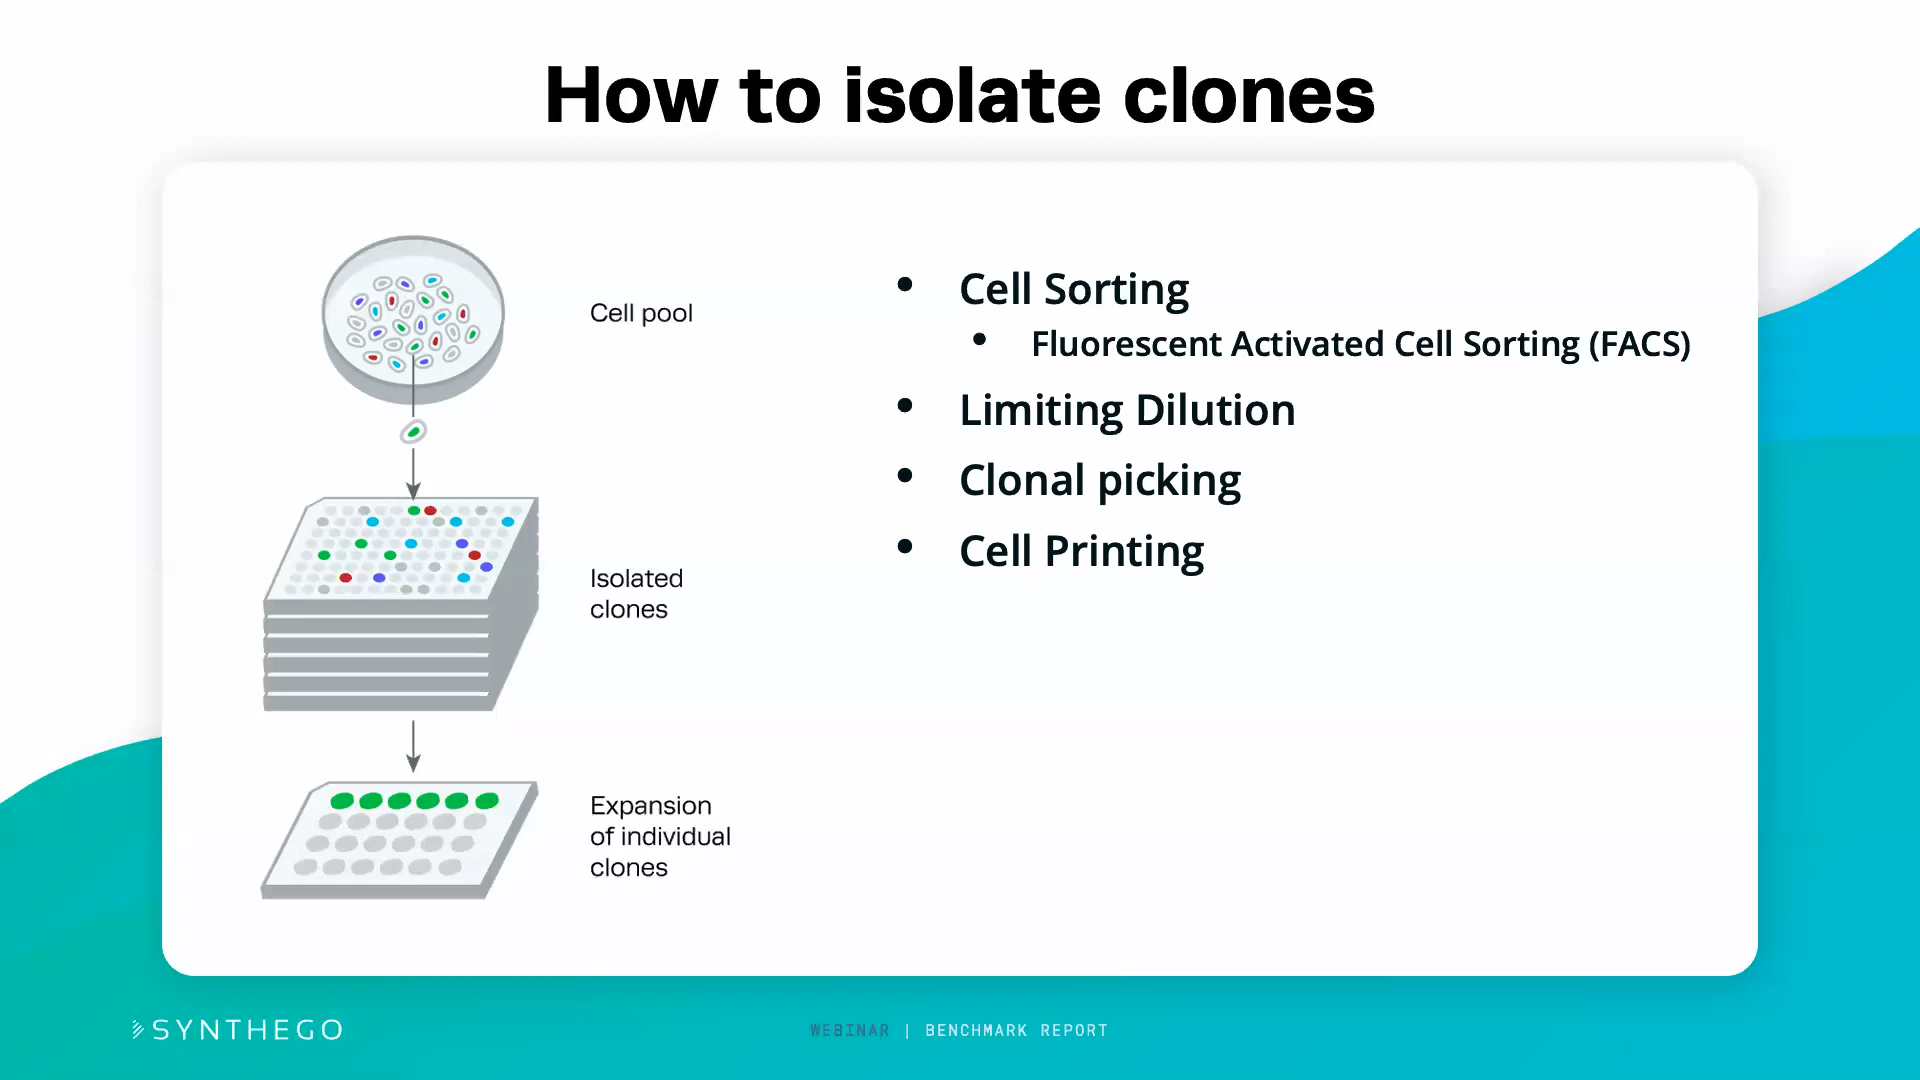 How to isolate clones
Cell pool
Isolated
clones
Expansion
of individual
clones
• Cell Sorting
• Fluorescent Activated Cell Sorting (FACS)
• Limiting Dilution
• Clonal picking
• Cell Printing
SYNTHEGO
WEBINAR | BENCHMARK REPORT